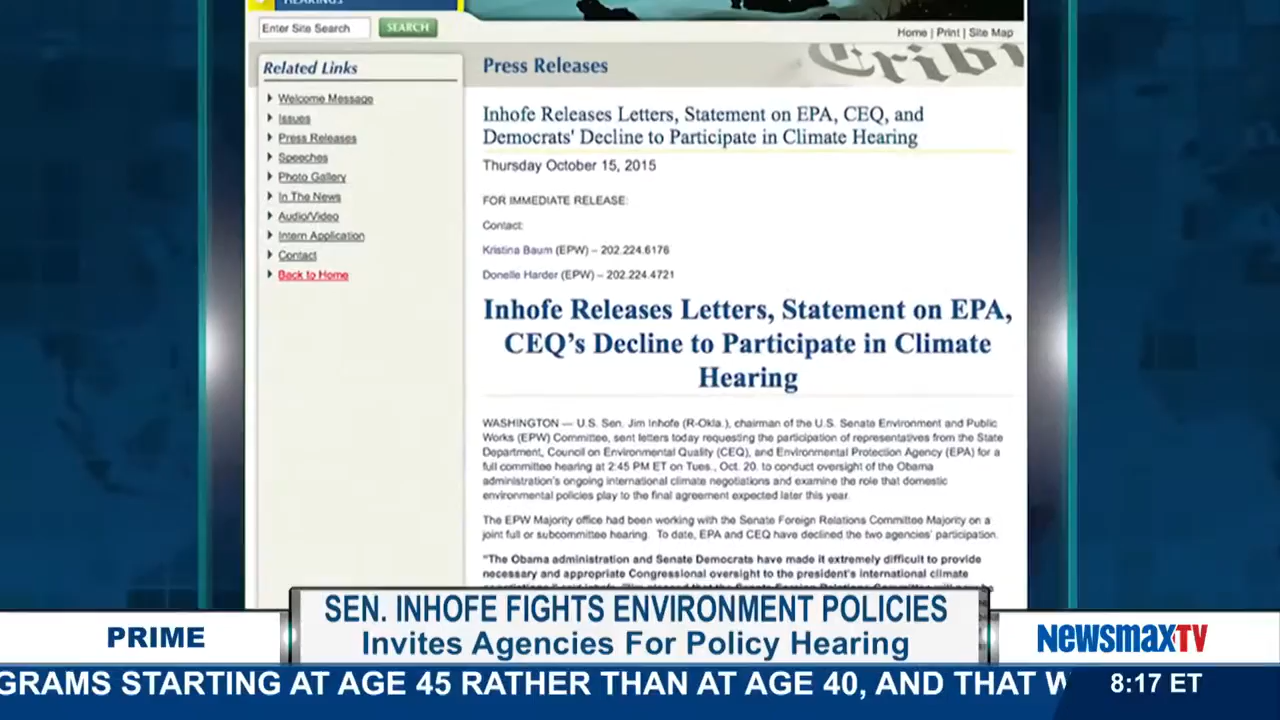 HEARINGS
Enter Site Search
SEARCH
Home | Print | Site Map
Related Links
Welcome Message
Issues
Press Releases
Speeches
Photo Gallery
In The News
Audio/Video
Intern Application
Contact
Back to Home
Press Releases
Inhofe Releases Letters, Statement on EPA, CEQ, and
Democrats' Decline to Participate in Climate Hearing
Thursday October 15, 2015
FOR IMMEDIATE RELEASE:
Contact:
Kristina Baum (EPW) – 202.224.6176
Donelle Harder (EPW) – 202.224.4721
Inhofe Releases Letters, Statement on EPA,
CEQ's Decline to Participate in Climate
Hearing
WASHINGTON — U.S. Sen. Jim Inhofe (R-Okla.), chairman of the U.S. Senate Environment and Public
Works (EPW) Committee, sent letters today requesting the participation of representatives from the State
Department, Council on Environmental Quality (CEQ), and Environmental Protection Agency (EPA) for a
full committee hearing at 2:45 PM ET on Tues., Oct. 20. to conduct oversight of the Obama
administration's ongoing international climate negotiations and examine the role that domestic
environmental policies play to the final agreement expected later this year.
The EPW Majority office had been working with the Senate Foreign Relations Committee Majority on a
joint full or subcommittee hearing. To date, EPA and CEQ have declined the two agencies' participation.
"The Obama administration and Senate Democrats have made it extremely difficult to provide
necessary and appropriate Congressional oversight to the president's international climate
SEN. INHOFE FIGHTS ENVIRONMENT POLICIES
Invites Agencies For Policy Hearing
PRIME
NEWSMAXTV
GRAMS STARTING AT AGE 45 RATHER THAN AT AGE 40, AND THAT W
8:17 ET